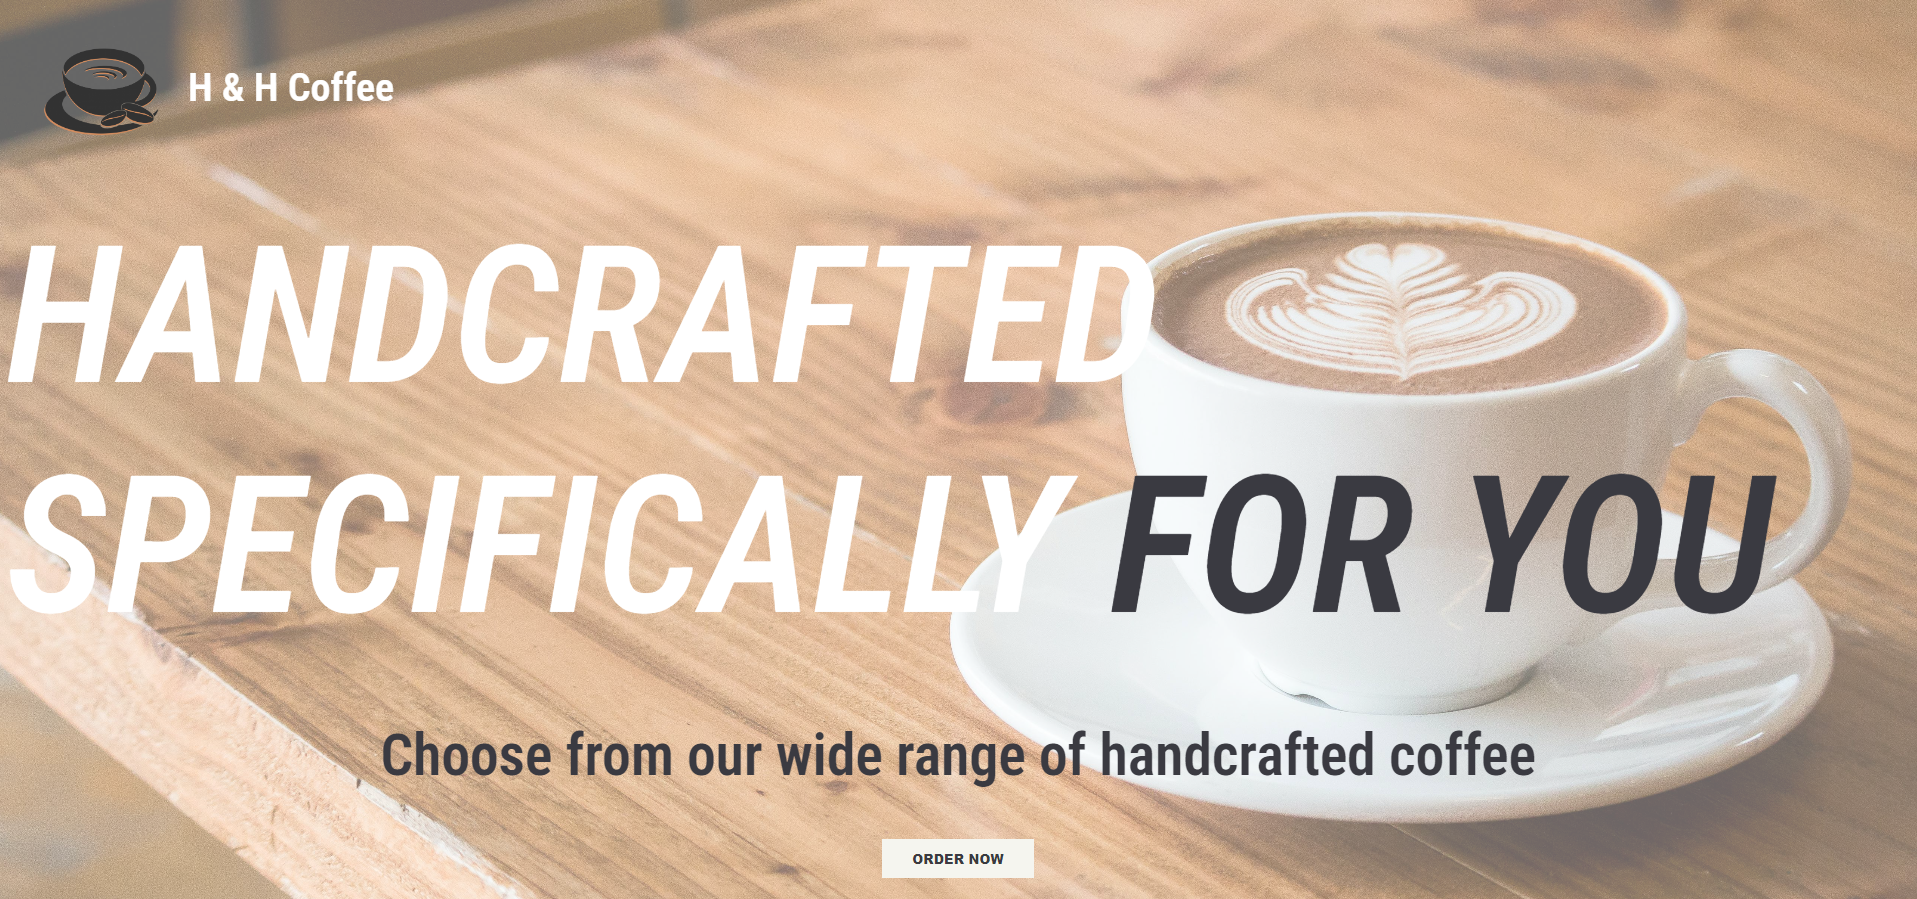 H & H Coffee
HANDCRAFTED
SPECIFICALLY FOR YOU
Choose from our wide range of handcrafted coffee
ORDER NOW